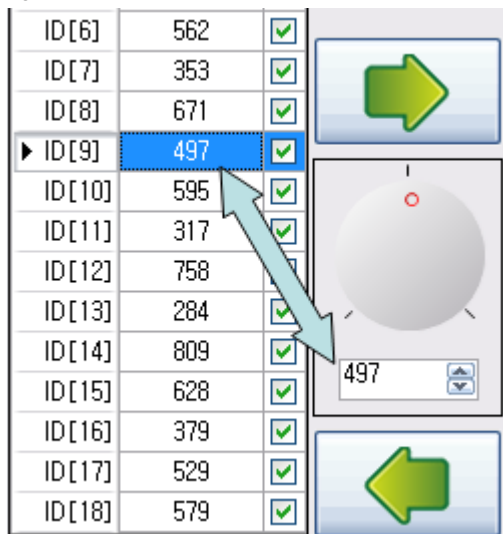 ID[6] 562
ID[7] 353
ID[8] 671
ID[9] 497
ID[10] 595
ID[11] 317
ID[12] 758
ID[13] 284
ID[14] 809
497
ID[15] 628
ID[16] 379
ID[17] 529
ID[18] 579